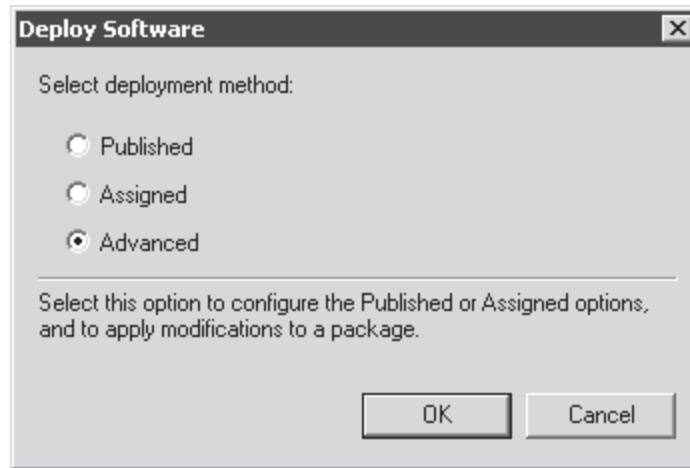 Deploy Software
Select deployment method:
Published
Assigned
Advanced
Select this option to configure the Published or Assigned options,
and to apply modifications to a package.
OK
Cancel